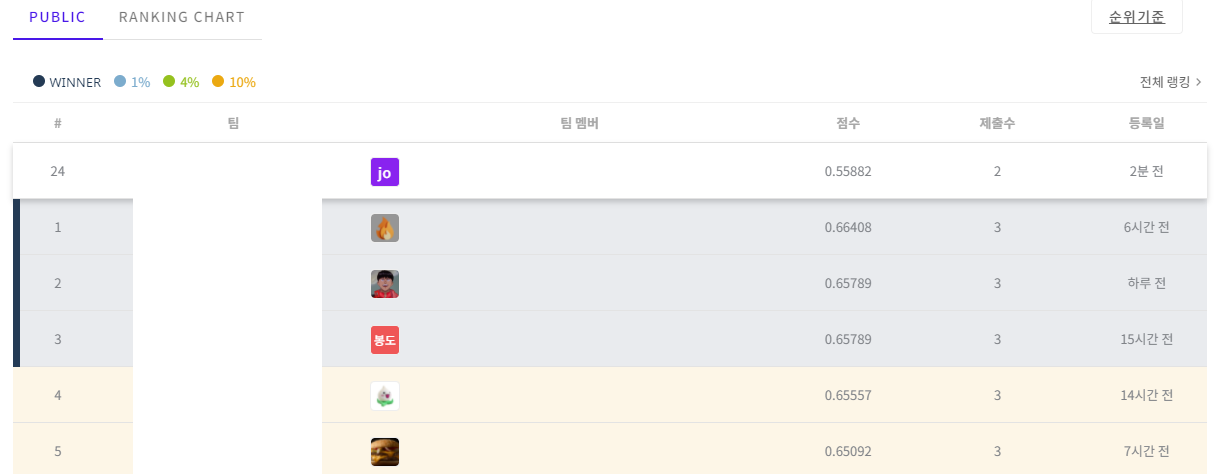 PUBLIC RANKING CHART 순위기준
WINNER 1% 4% 10% 전체 랭킹 >
# 팀 팀 멤버 점수 제출수 등록일
24 jo 0.55882 2 2분 전
1 0.66408 3 6시간 전
2 0.65789 3 하루 전
3 봉도 0.65789 3 15시간 전
4 0.65557 3 14시간 전
5 0.65092 3 7시간 전